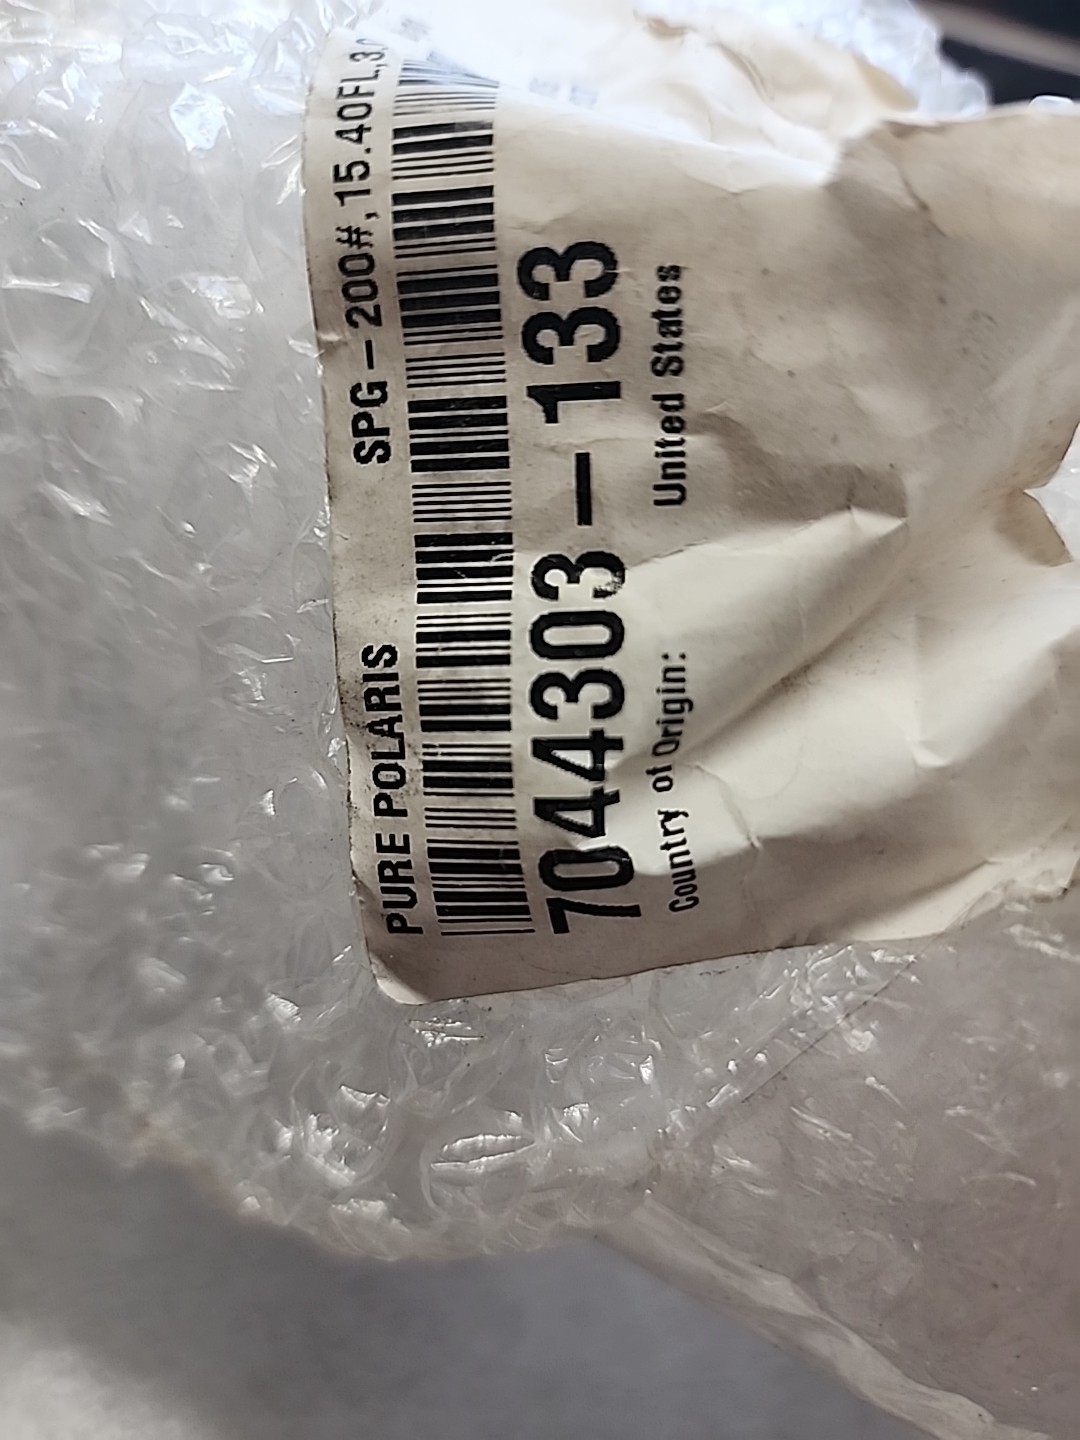 PURE POLARIS
SPG-200#,15.40FL,3.
7044303-133
Country of Origin: United States